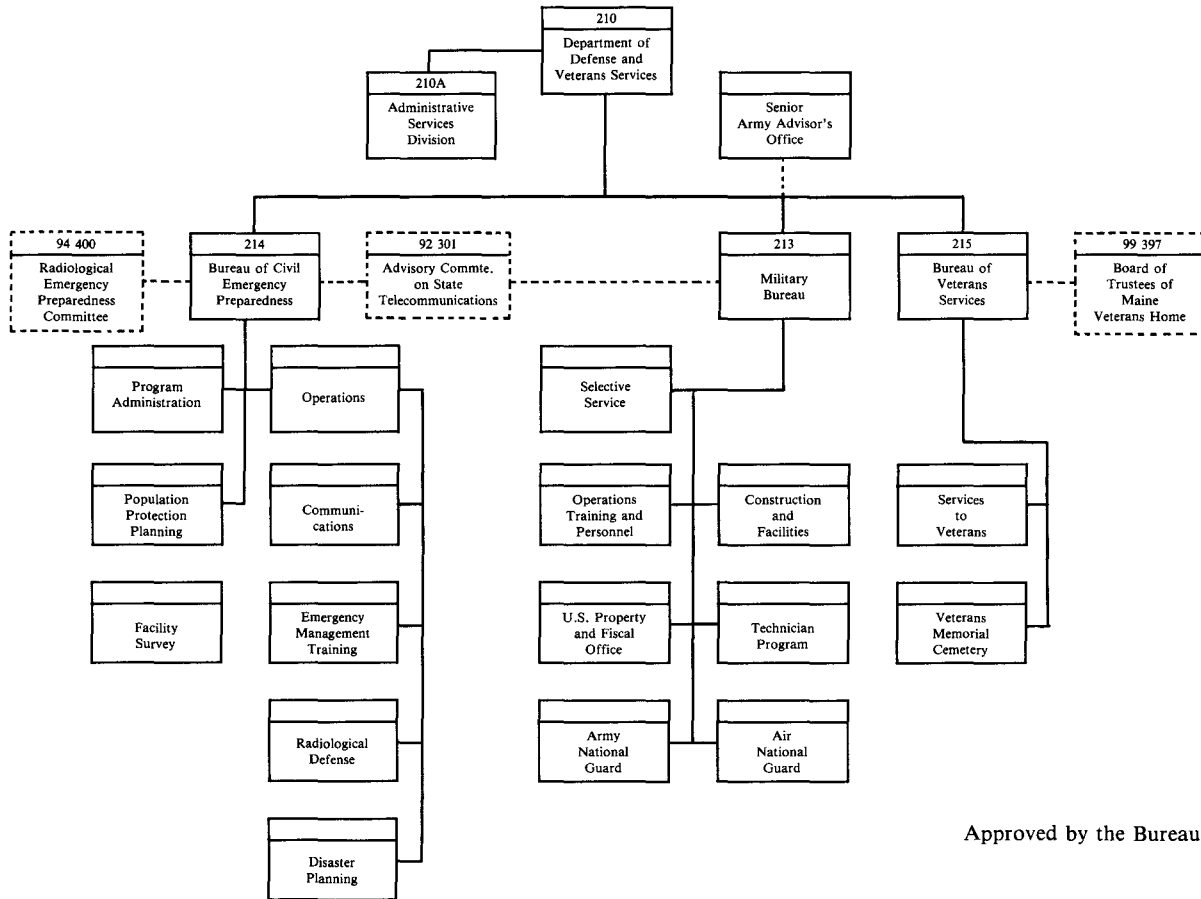 210
Department of
Defense and
Veterans Services
210A
Administrative
Services
Division
Senior
Army Advisor's
Office
94 400
Radiological
Emergency
Preparedness
Committee
214
Bureau of Civil
Emergency
Preparedness
92 301
Advisory Commte.
on State
Telecommunications
213
Military
Bureau
215
Bureau of
Veterans
Services
99 397
Board of
Trustees of
Maine
Veterans Home
Program
Administration
Operations
Selective
Service
Population
Protection
Planning
Communi-
cations
Operations
Training and
Personnel
Construction
and
Facilities
Services
to
Veterans
Facility
Survey
Emergency
Management
Training
U.S. Property
and Fiscal
Office
Technician
Program
Veterans
Memorial
Cemetery
Radiological
Defense
Army
National
Guard
Air
National
Guard
Disaster
Planning
Approved by the Bureau